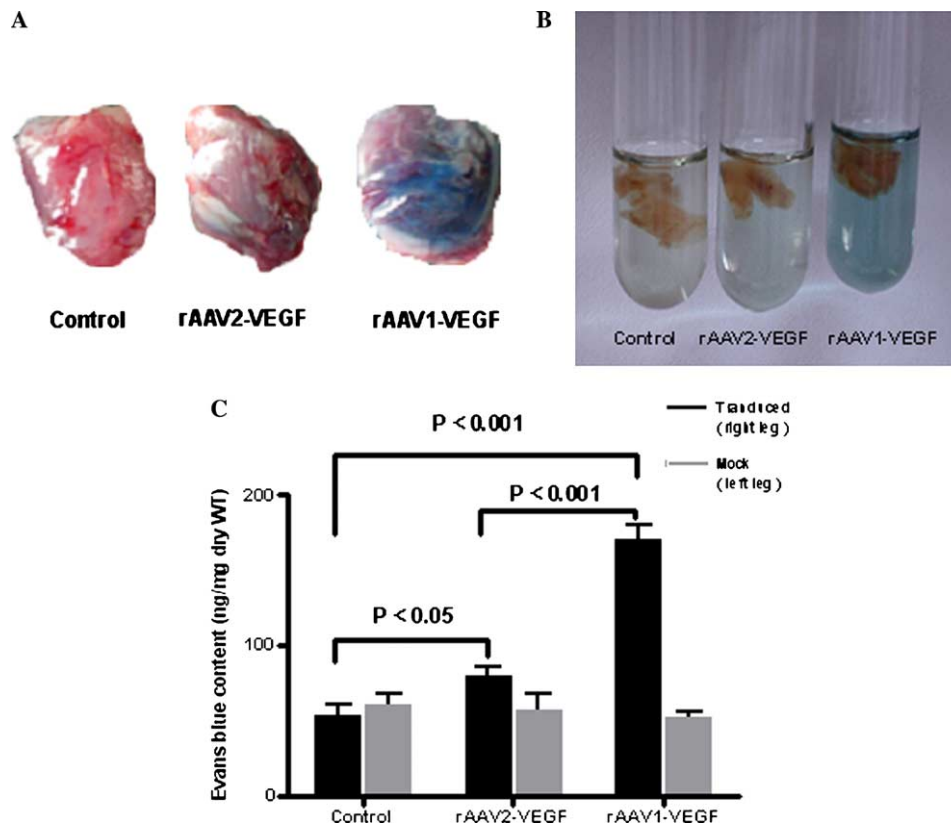 A
B
Control rAAV2-VEGF rAAV1-VEGF
Control rAAV2-VEGF rAAV1-VEGF
C
Tranduced
(right leg)
Mock
(left leg)
P < 0.001
P < 0.001
P < 0.05
Evans blue content (ng/mg dry WT)
200
100
0
Control rAAV2-VEGF rAAV1-VEGF